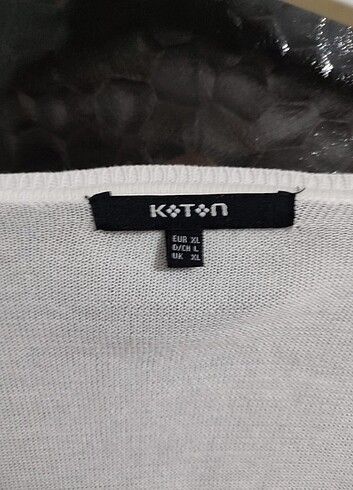 KOTON
EUR XL
D/CH L
UK XL